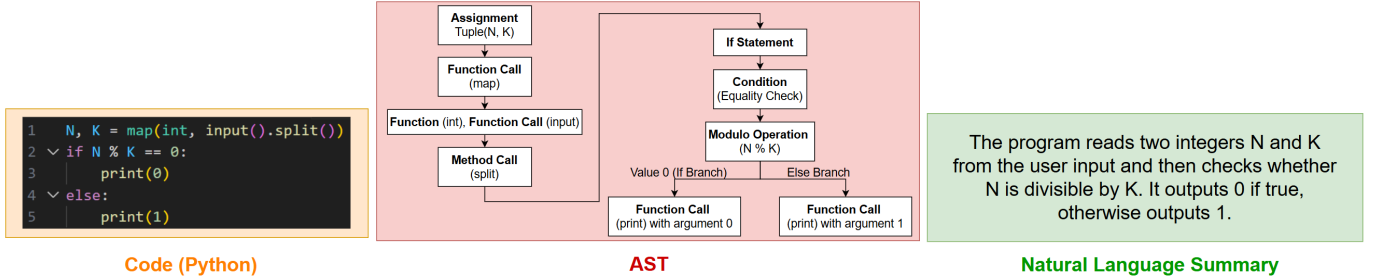 1 N, K = map(int, input().split())
2 if N % K == 0:
3 print(0)
4 else:
5 print(1)
Code (Python)
Assignment
Tuple(N, K)
Function Call
(map)
Function (int), Function Call (input)
Method Call
(split)
If Statement
Condition
(Equality Check)
Modulo Operation
(N % K)
Value 0 (If Branch)
Else Branch
Function Call
(print) with argument 0
Function Call
(print) with argument 1
AST
The program reads two integers N and K
from the user input and then checks whether
N is divisible by K. It outputs 0 if true,
otherwise outputs 1.
Natural Language Summary